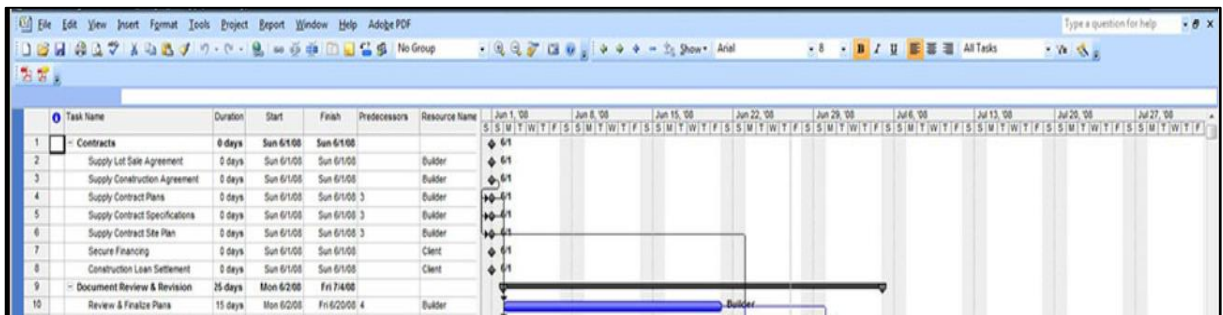 File Edit View Insert Format Tools Project Report Window Help Adobe PDF Type a question for help
No Group Show Arial 8 B I U All Tasks
Task Name Duration Start Finish Predecessors Resource Name Jun 1, '08 Jun 8, '08 Jun 15, '08 Jun 22, '08 Jun 29, '08 Jul 6, '08 Jul 13, '08 Jul 20, '08 Jul 27, '08
S S M T W T F S S M T W T F S S M T W T F S S M T W T F S S M T W T F S S M T W T F S S M T W T F S S M T W T F S S M T W T F
1 Contracts 0 days Sun 6/1/08 Sun 6/1/08 6/1
2 Supply Lot Sale Agreement 0 days Sun 6/1/08 Sun 6/1/08 Builder 6/1
3 Supply Construction Agreement 0 days Sun 6/1/08 Sun 6/1/08 Builder 6/1
4 Supply Contract Plans 0 days Sun 6/1/08 Sun 6/1/08 3 Builder 6/1
5 Supply Contract Specifications 0 days Sun 6/1/08 Sun 6/1/08 3 Builder 6/1
6 Supply Contract Site Plan 0 days Sun 6/1/08 Sun 6/1/08 3 Builder 6/1
7 Secure Financing 0 days Sun 6/1/08 Sun 6/1/08 Client 6/1
8 Construction Loan Settlement 0 days Sun 6/1/08 Sun 6/1/08 Client 6/1
9 Document Review & Revision 25 days Mon 6/2/08 Fri 7/4/08
10 Review & Finalize Plans 15 days Mon 6/2/08 Fri 6/20/08 4 Builder Builder